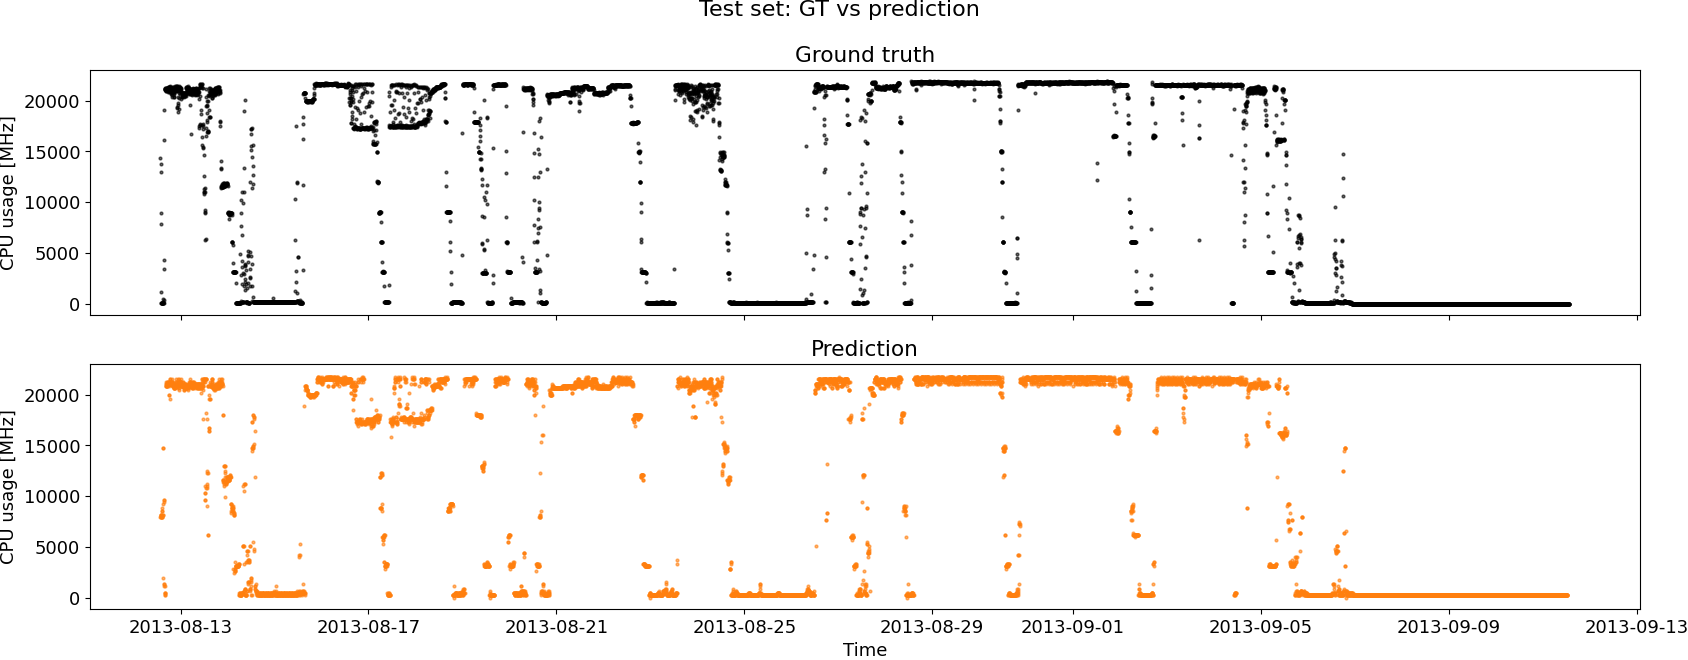 Test set: GT vs prediction
Ground truth
CPU usage [MHz]
20000
15000
10000
5000
0
Prediction
CPU usage [MHz]
20000
15000
10000
5000
0
2013-08-13 2013-08-17 2013-08-21 2013-08-25 2013-08-29 2013-09-01 2013-09-05 2013-09-09 2013-09-13
Time